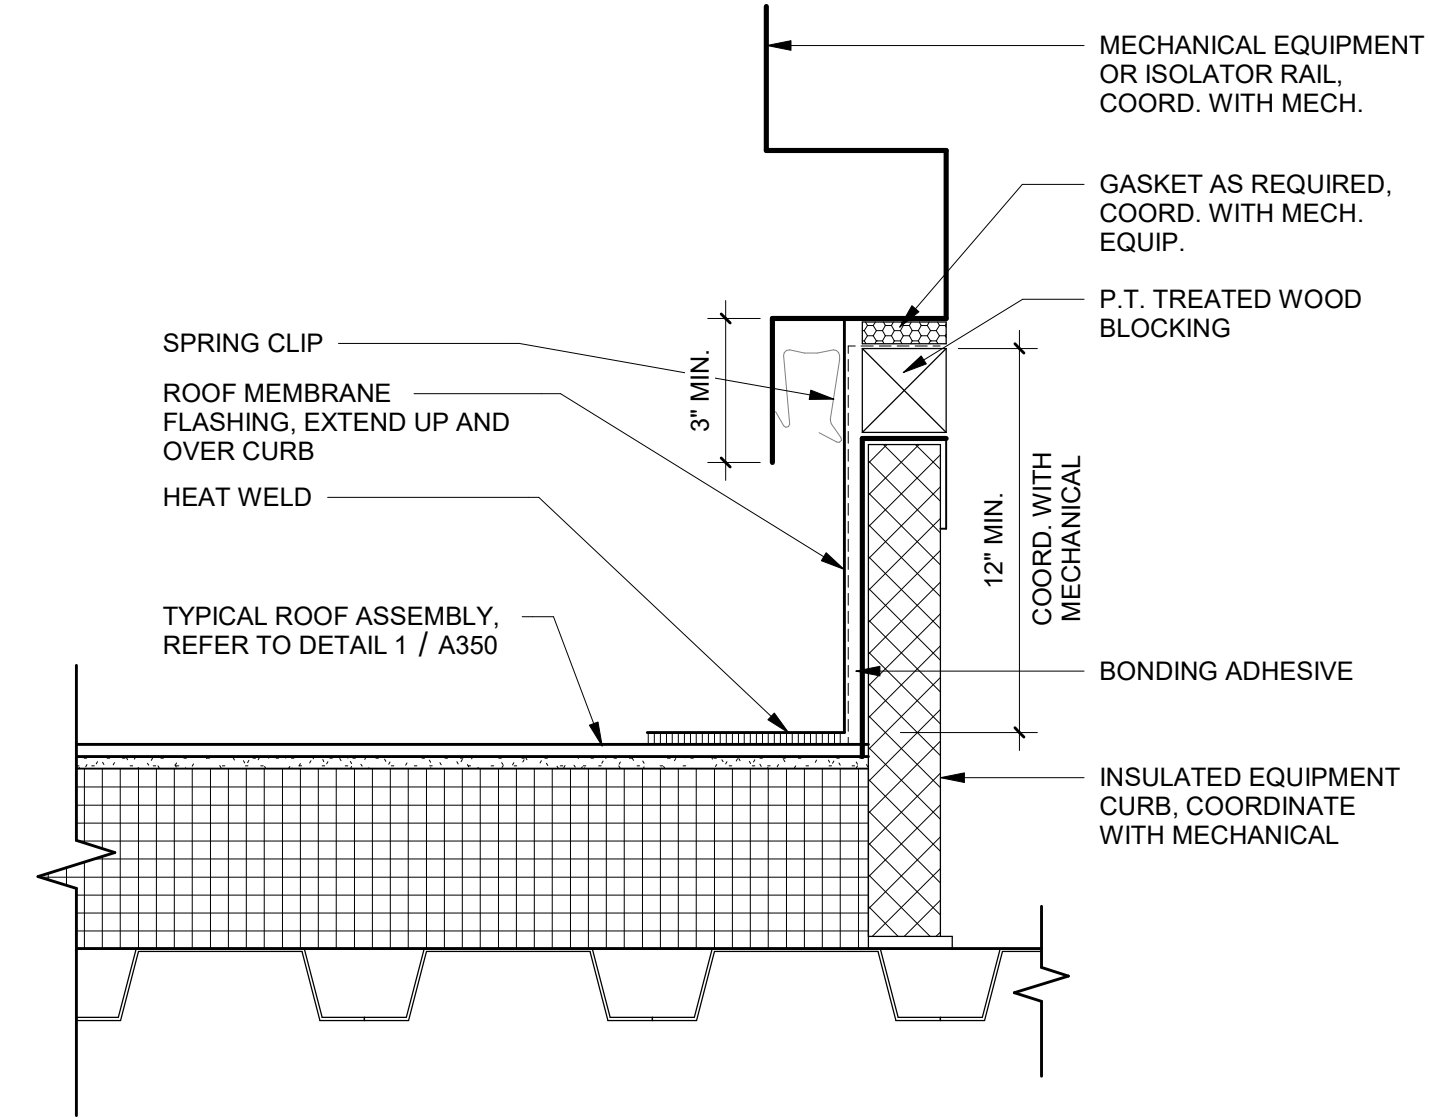 MECHANICAL EQUIPMENT
OR ISOLATOR RAIL,
COORD. WITH MECH.
GASKET AS REQUIRED,
COORD. WITH MECH.
EQUIP.
P.T. TREATED WOOD
BLOCKING
SPRING CLIP
ROOF MEMBRANE
FLASHING, EXTEND UP AND
OVER CURB
HEAT WELD
TYPICAL ROOF ASSEMBLY,
REFER TO DETAIL 1 / A350
3" MIN.
12" MIN.
COORD. WITH
MECHANICAL
BONDING ADHESIVE
INSULATED EQUIPMENT
CURB, COORDINATE
WITH MECHANICAL